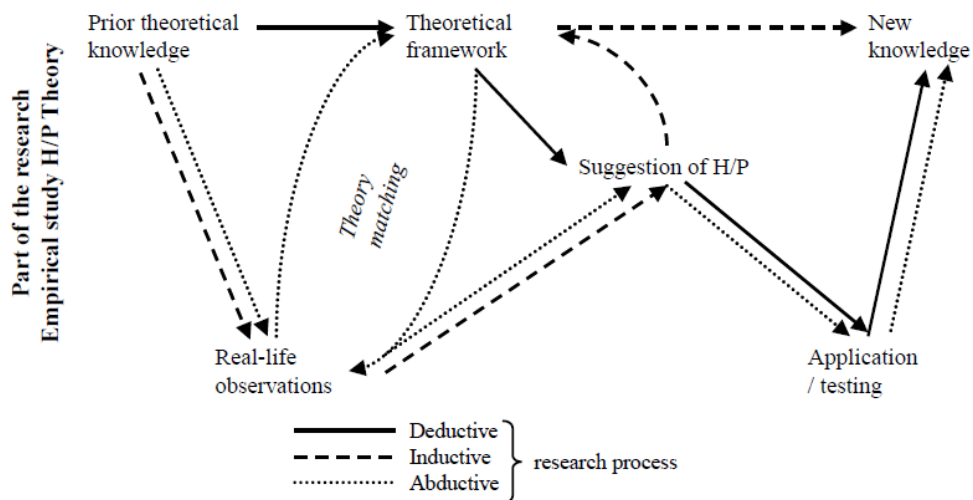 Part of the research
Empirical study H/P Theory
Prior theoretical
knowledge
Theoretical
framework
New
knowledge
Suggestion of H/P
Theory
matching
Real-life
observations
Application
/ testing
Deductive
Inductive
Abductive
research process